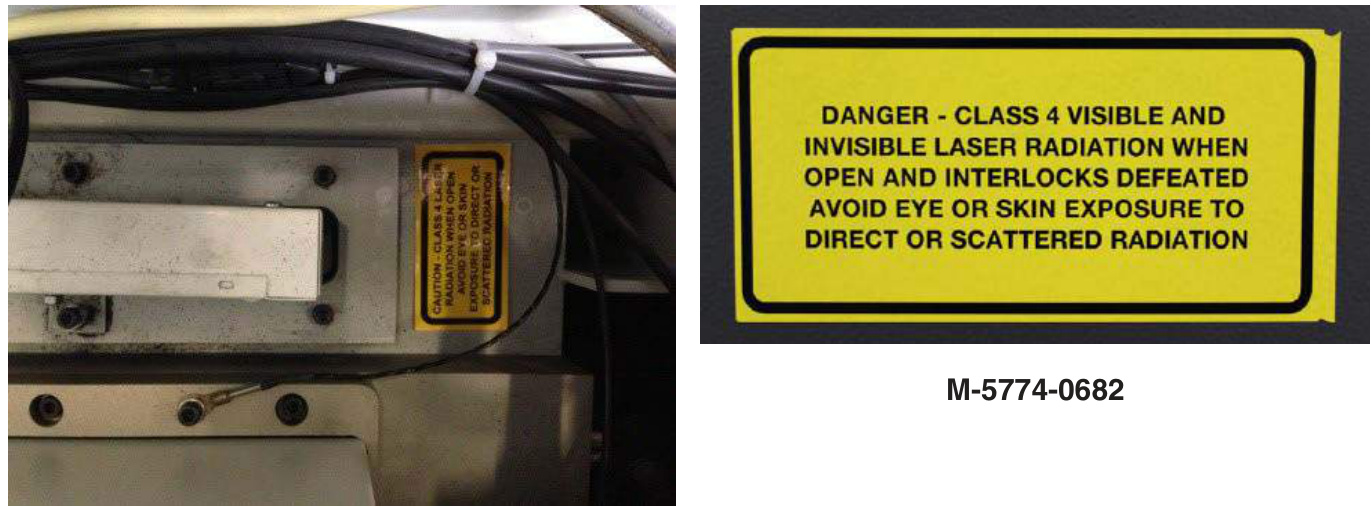 CAUTION - CLASS 4 LASER
RADIATION WHEN OPEN
AVOID EYE OR SKIN
EXPOSURE TO DIRECT OR
SCATTERED RADIATION
DANGER - CLASS 4 VISIBLE AND
INVISIBLE LASER RADIATION WHEN
OPEN AND INTERLOCKS DEFEATED
AVOID EYE OR SKIN EXPOSURE TO
DIRECT OR SCATTERED RADIATION
M-5774-0682